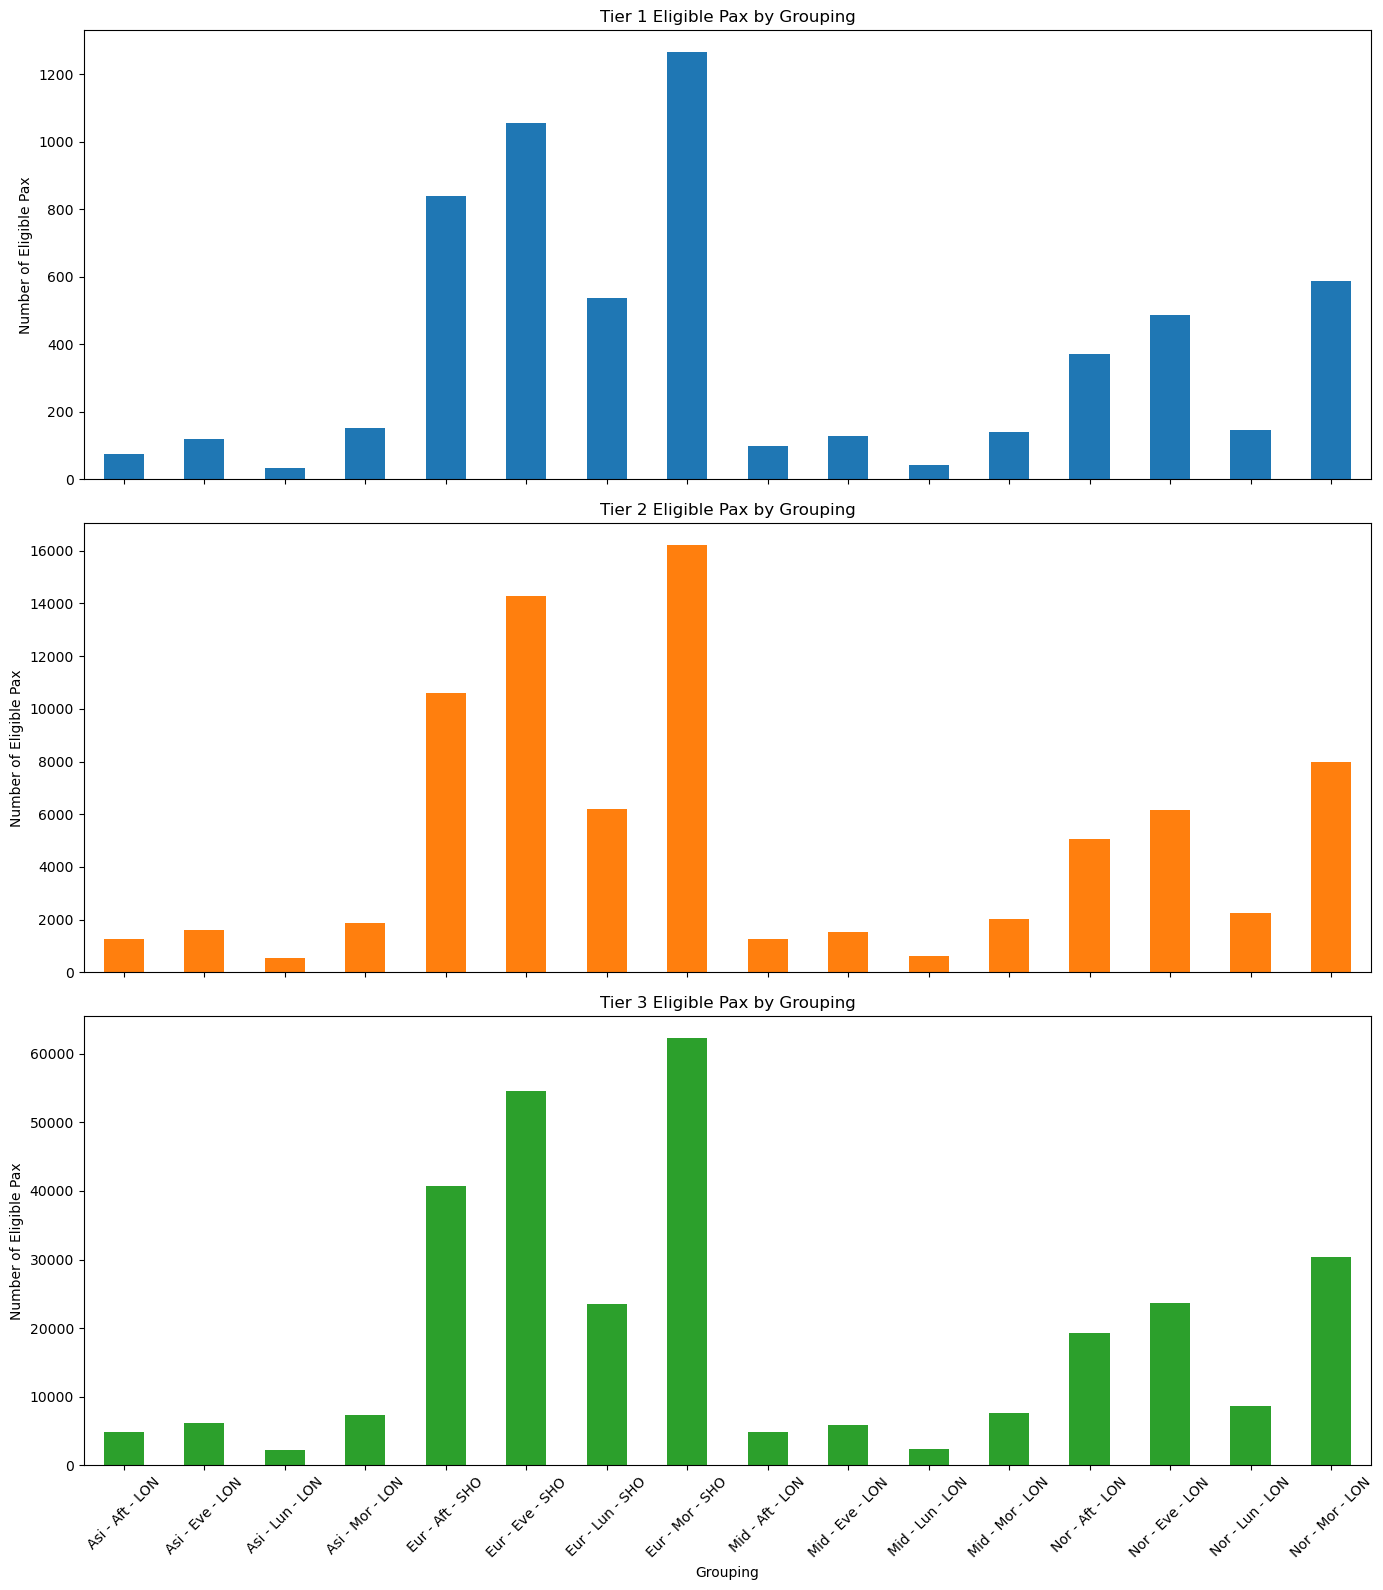 Tier 1 Eligible Pax by Grouping
Number of Eligible Pax
1200
1000
800
600
400
200
0
Tier 2 Eligible Pax by Grouping
Number of Eligible Pax
16000
14000
12000
10000
8000
6000
4000
2000
0
Tier 3 Eligible Pax by Grouping
Number of Eligible Pax
60000
50000
40000
30000
20000
10000
0
Asi - Aft - LON
Asi - Eve - LON
Asi - Lun - LON
Asi - Mor - LON
Eur - Aft - SHO
Eur - Eve - SHO
Eur - Lun - SHO
Eur - Mor - SHO
Mid - Aft - LON
Mid - Eve - LON
Mid - Lun - LON
Mid - Mor - LON
Nor - Aft - LON
Nor - Eve - LON
Nor - Lun - LON
Nor - Mor - LON
Grouping